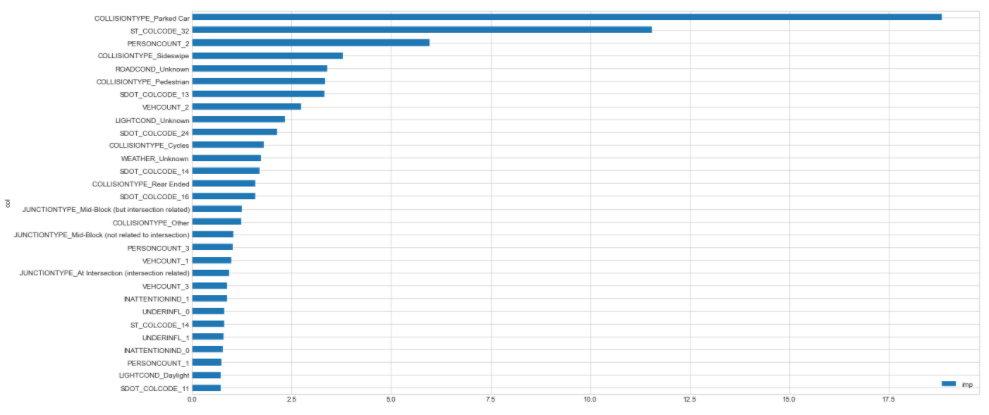 COLLISIONTYPE_Parked Car
ST_COLCODE_32
PERSONCOUNT_2
COLLISIONTYPE_Sideswipe
ROADCOND_Unknown
COLLISIONTYPE_Pedestrian
SDOT_COLCODE_13
VEHCOUNT_2
LIGHTCOND_Unknown
SDOT_COLCODE_24
COLLISIONTYPE_Cycles
WEATHER_Unknown
SDOT_COLCODE_14
COLLISIONTYPE_Rear Ended
SDOT_COLCODE_16
col
JUNCTIONTYPE_Mid-Block (but intersection related)
COLLISIONTYPE_Other
JUNCTIONTYPE_Mid-Block (not related to intersection)
PERSONCOUNT_3
VEHCOUNT_1
JUNCTIONTYPE_At Intersection (intersection related)
VEHCOUNT_3
INATTENTIONIND_1
UNDERINFL_0
ST_COLCODE_14
UNDERINFL_1
INATTENTIONIND_0
PERSONCOUNT_1
LIGHTCOND_Daylight
SDOT_COLCODE_11
imp
0.0 2.5 5.0 7.5 10.0 12.5 15.0 17.5